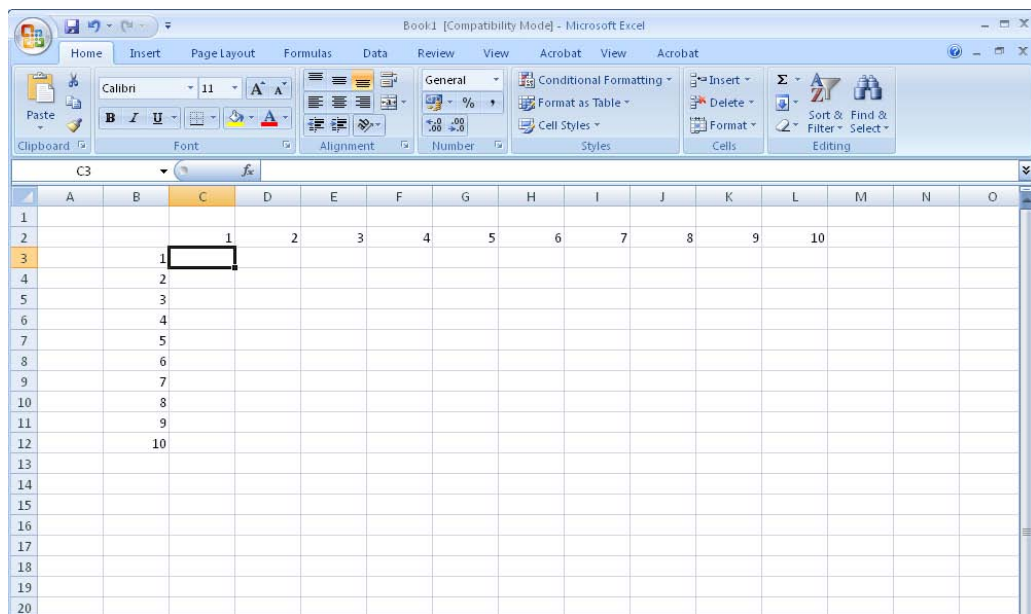 Book1 [Compatibility Mode] - Microsoft Excel
Home Insert Page Layout Formulas Data Review View Acrobat View Acrobat
Paste
Calibri 11 A A
B I U A
General
% ,
.0 .00 .00 .0
Conditional Formatting
Format as Table
Cell Styles
Insert
Delete
Format
Σ
Sort & Filter
Find & Select
Clipboard Font Alignment Number Styles Cells Editing
C3 fx
A B C D E F G H I J K L M N O
1
2 1 2 3 4 5 6 7 8 9 10
3 1
4 2
5 3
6 4
7 5
8 6
9 7
10 8
11 9
12 10
13
14
15
16
17
18
19
20